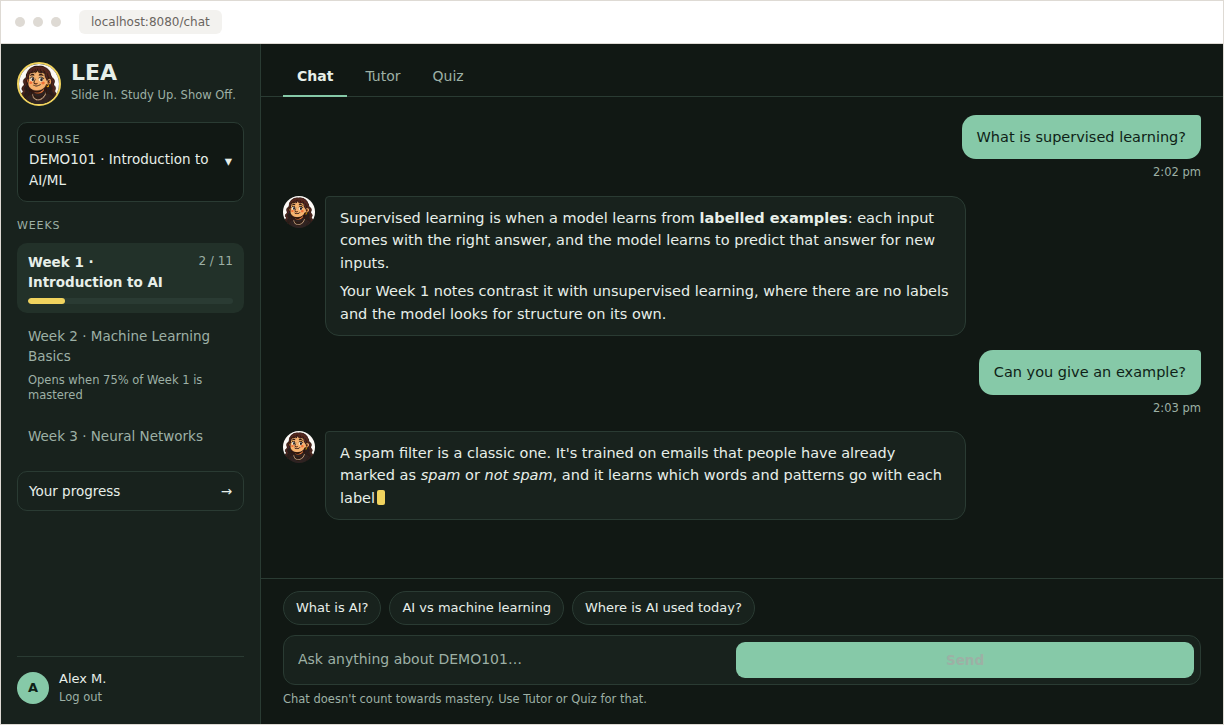 localhost:8080/chat
LEA
Slide In. Study Up. Show Off.
COURSE
DEMO101 · Introduction to
AI/ML
▼
WEEKS
Week 1 ·
Introduction to AI
2 / 11
Week 2 · Machine Learning
Basics
Opens when 75% of Week 1 is
mastered
Week 3 · Neural Networks
Your progress →
A
Alex M.
Log out
Chat Tutor Quiz
What is supervised learning?
2:02 pm
Supervised learning is when a model learns from labelled examples: each input
comes with the right answer, and the model learns to predict that answer for new
inputs.
Your Week 1 notes contrast it with unsupervised learning, where there are no labels
and the model looks for structure on its own.
Can you give an example?
2:03 pm
A spam filter is a classic one. It's trained on emails that people have already
marked as spam or not spam, and it learns which words and patterns go with each
label
What is AI? AI vs machine learning Where is AI used today?
Ask anything about DEMO101…
Send
Chat doesn't count towards mastery. Use Tutor or Quiz for that.